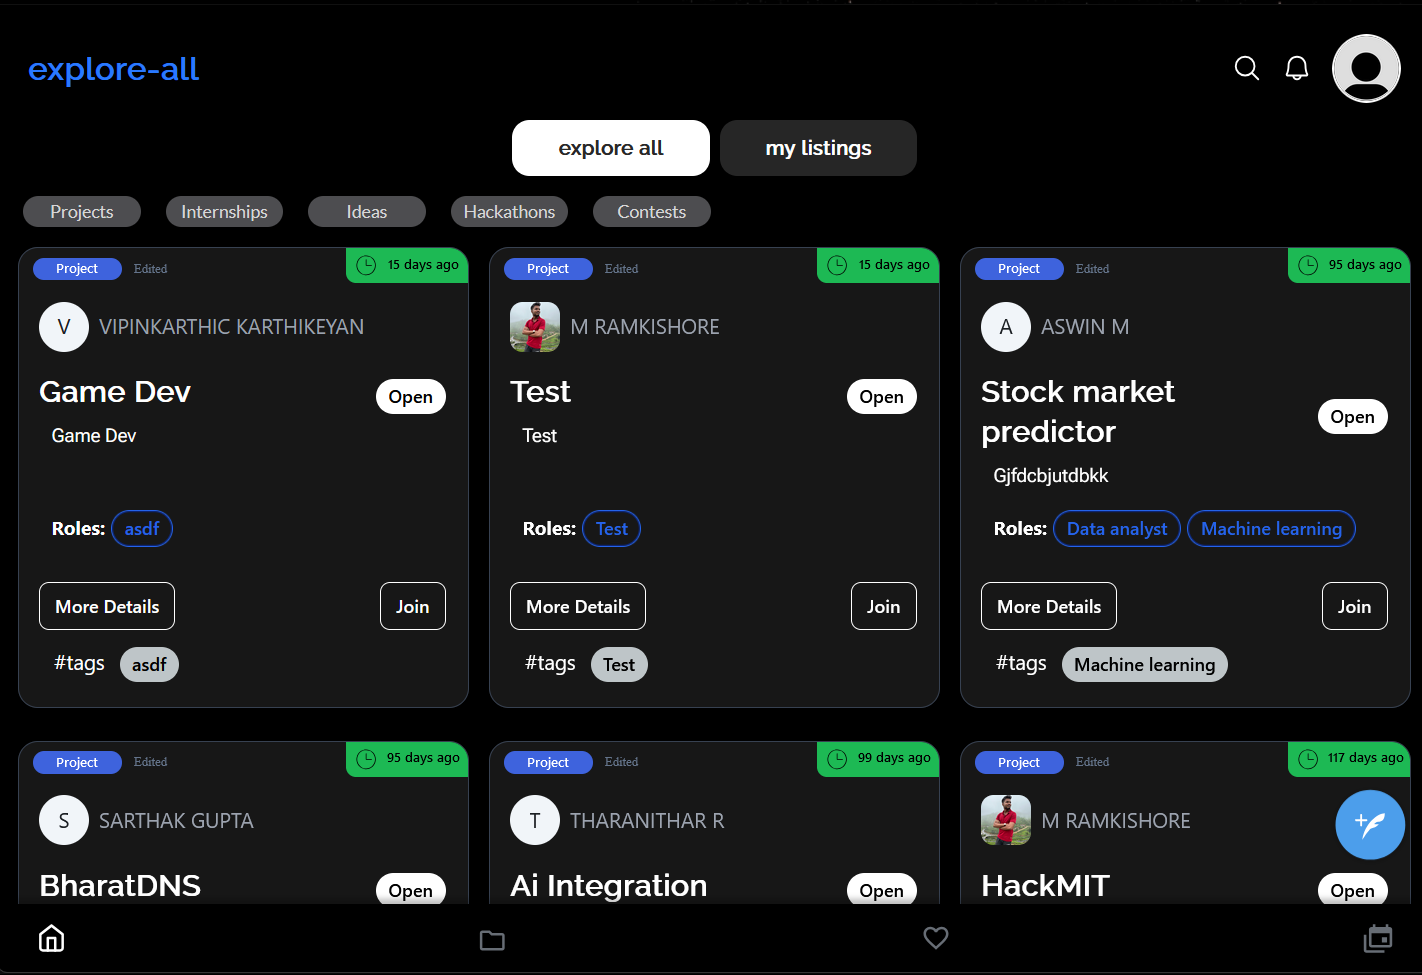 explore-all
explore all my listings
Projects Internships Ideas Hackathons Contests
Project Edited 15 days ago
V VIPINKARTHIC KARTHIKEYAN
Game Dev Open
Game Dev
Roles: asdf
More Details Join
#tags asdf
Project Edited 15 days ago
M RAMKISHORE
Test Open
Test
Roles: Test
More Details Join
#tags Test
Project Edited 95 days ago
A ASWIN M
Stock market
predictor Open
Gjfdcbjutdbkk
Roles: Data analyst Machine learning
More Details Join
#tags Machine learning
Project Edited 95 days ago
S SARTHAK GUPTA
BharatDNS Open
Project Edited 99 days ago
T THARANITHAR R
Ai Integration Open
Project Edited 117 days ago
M RAMKISHORE
HackMIT Open